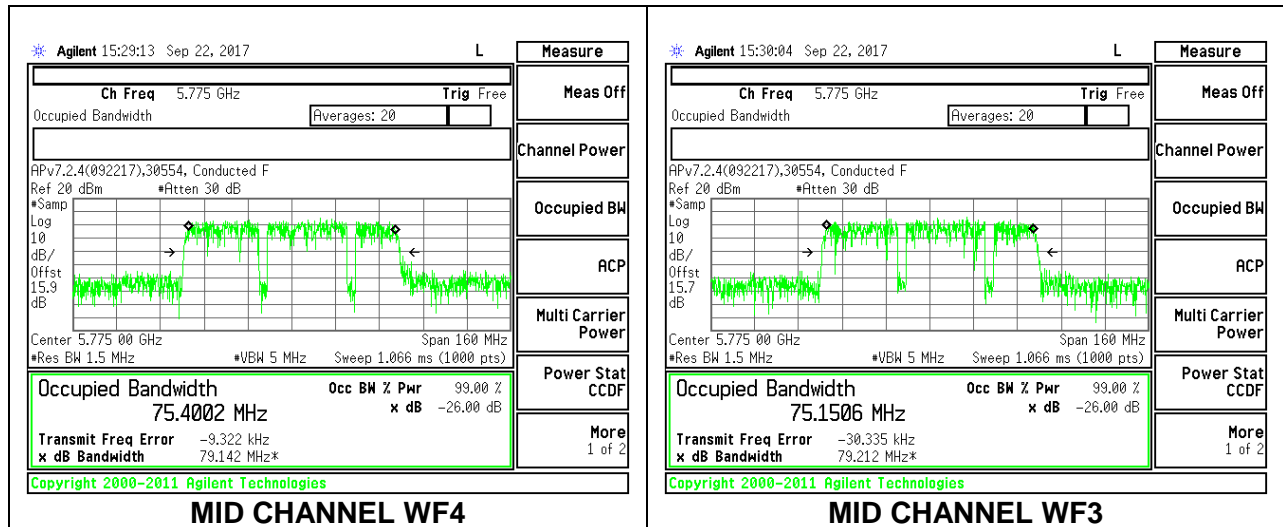 Agilent 15:29:13 Sep 22, 2017 L
Measure
Ch Freq 5.775 GHz Trig Free
Occupied Bandwidth Averages: 20
APv7.2.4(092217),30554, Conducted F
Ref 20 dBm #Atten 30 dB
#Samp
Log
10
dB/
Offst
15.9
dB
Center 5.775 00 GHz Span 160 MHz
#Res BW 1.5 MHz #VBW 5 MHz Sweep 1.066 ms (1000 pts)
Occupied Bandwidth Occ BW % Pwr 99.00 %
75.4002 MHz x dB -26.00 dB
Transmit Freq Error -9.322 kHz
x dB Bandwidth 79.142 MHz*
Copyright 2000-2011 Agilent Technologies
Meas Off
Channel Power
Occupied BW
ACP
Multi Carrier
Power
Power Stat
CCDF
More
1 of 2
MID CHANNEL WF4
Agilent 15:30:04 Sep 22, 2017 L
Measure
Ch Freq 5.775 GHz Trig Free
Occupied Bandwidth Averages: 20
APv7.2.4(092217),30554, Conducted F
Ref 20 dBm #Atten 30 dB
#Samp
Log
10
dB/
Offst
15.7
dB
Center 5.775 00 GHz Span 160 MHz
#Res BW 1.5 MHz #VBW 5 MHz Sweep 1.066 ms (1000 pts)
Occupied Bandwidth Occ BW % Pwr 99.00 %
75.1506 MHz x dB -26.00 dB
Transmit Freq Error -30.335 kHz
x dB Bandwidth 79.212 MHz*
Copyright 2000-2011 Agilent Technologies
Meas Off
Channel Power
Occupied BW
ACP
Multi Carrier
Power
Power Stat
CCDF
More
1 of 2
MID CHANNEL WF3